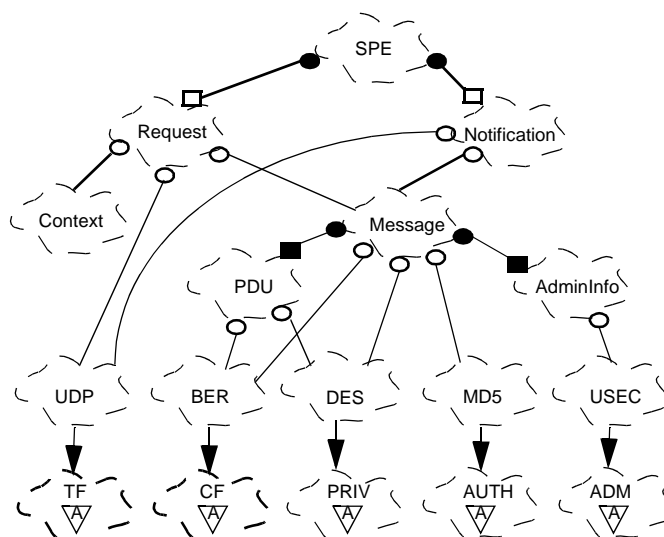 SPE
Request
Notification
Context
Message
PDU
AdminInfo
UDP
BER
DES
MD5
USEC
TF
CF
PRIV
AUTH
ADM
A
A
A
A
A